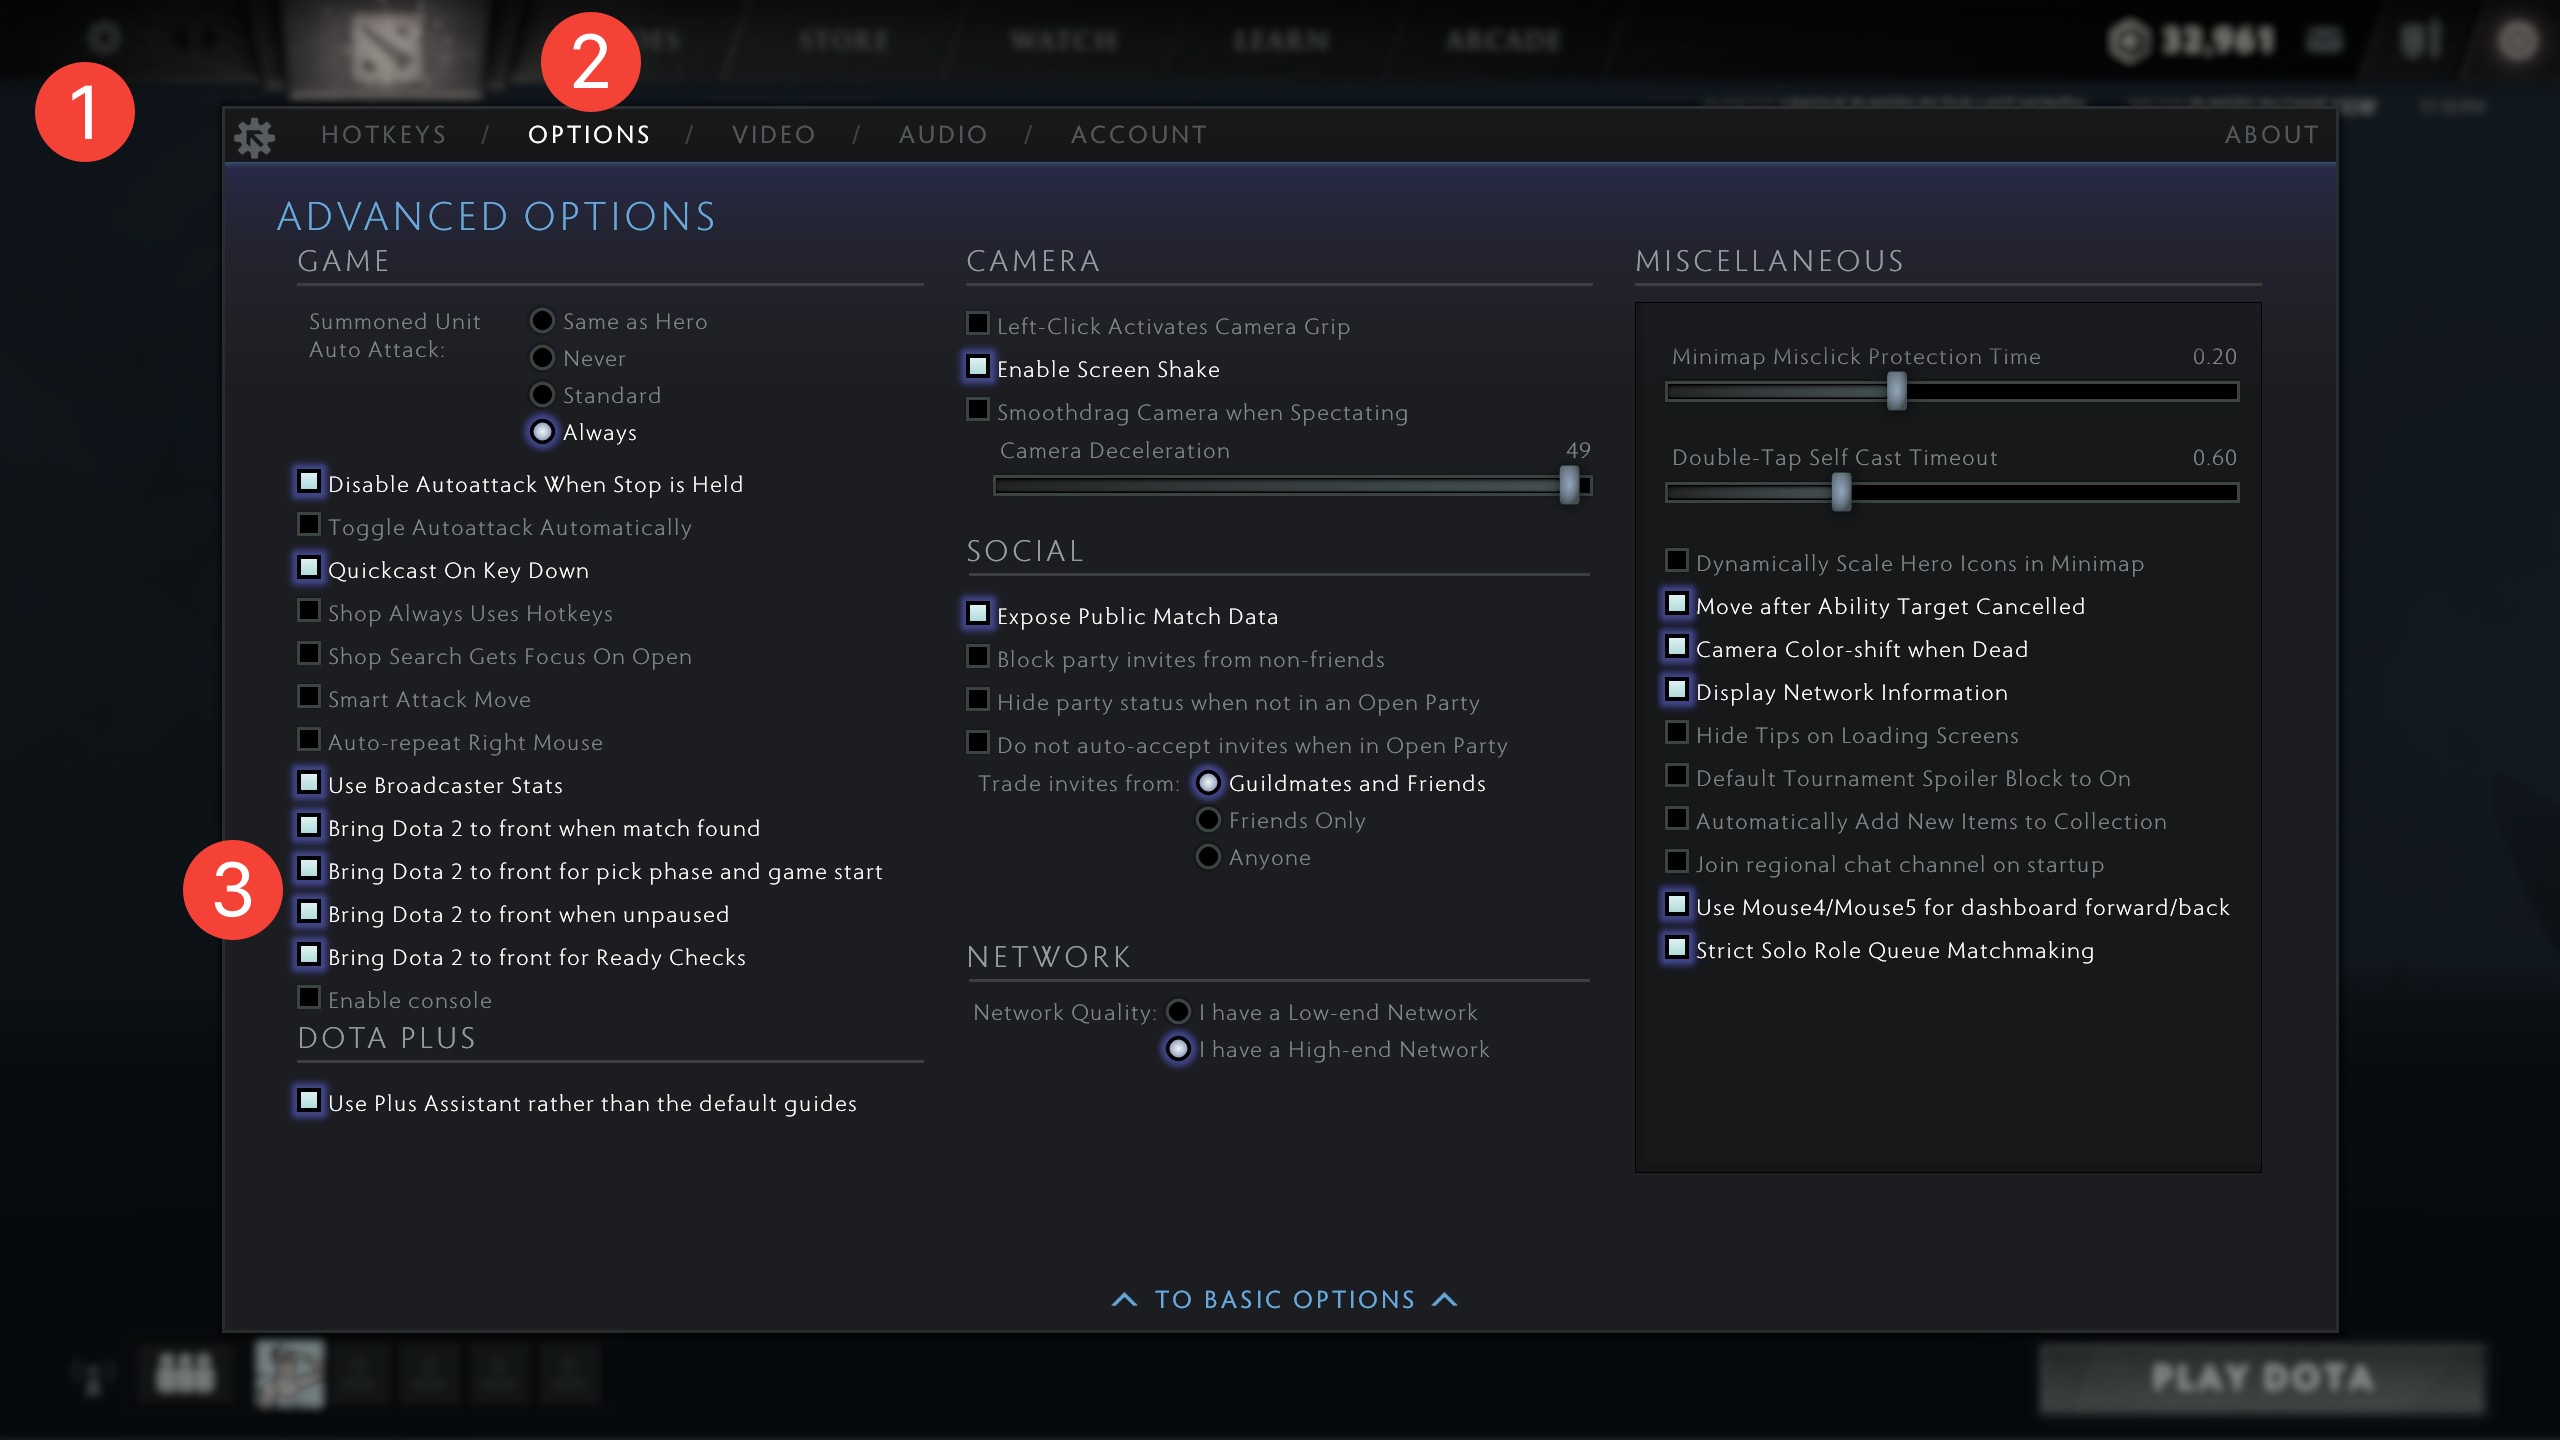 STORE
WATCH
LEARN
ARCADE
32,961
1
2
HOTKEYS / OPTIONS / VIDEO / AUDIO / ACCOUNT
ABOUT
ADVANCED OPTIONS
GAME
Summoned Unit
Auto Attack:
Same as Hero
Never
Standard
Always
Disable Autoattack When Stop is Held
Toggle Autoattack Automatically
Quickcast On Key Down
Shop Always Uses Hotkeys
Shop Search Gets Focus On Open
Smart Attack Move
Auto-repeat Right Mouse
Use Broadcaster Stats
Bring Dota 2 to front when match found
3
Bring Dota 2 to front for pick phase and game start
Bring Dota 2 to front when unpaused
Bring Dota 2 to front for Ready Checks
Enable console
DOTA PLUS
Use Plus Assistant rather than the default guides
CAMERA
Left-Click Activates Camera Grip
Enable Screen Shake
Smoothdrag Camera when Spectating
Camera Deceleration 49
SOCIAL
Expose Public Match Data
Block party invites from non-friends
Hide party status when not in an Open Party
Do not auto-accept invites when in Open Party
Trade invites from: Guildmates and Friends
Friends Only
Anyone
NETWORK
Network Quality: I have a Low-end Network
I have a High-end Network
MISCELLANEOUS
Minimap Misclick Protection Time 0.20
Double-Tap Self Cast Timeout 0.60
Dynamically Scale Hero Icons in Minimap
Move after Ability Target Cancelled
Camera Color-shift when Dead
Display Network Information
Hide Tips on Loading Screens
Default Tournament Spoiler Block to On
Automatically Add New Items to Collection
Join regional chat channel on startup
Use Mouse4/Mouse5 for dashboard forward/back
Strict Solo Role Queue Matchmaking
TO BASIC OPTIONS
PLAY DOTA